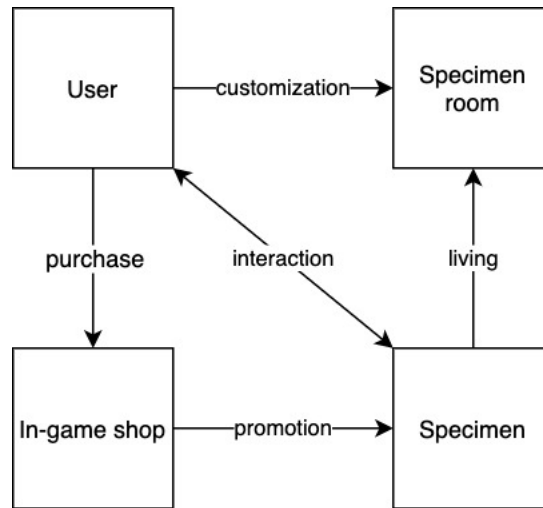 User
customization
Specimen
room
purchase
interaction
living
In-game shop
promotion
Specimen